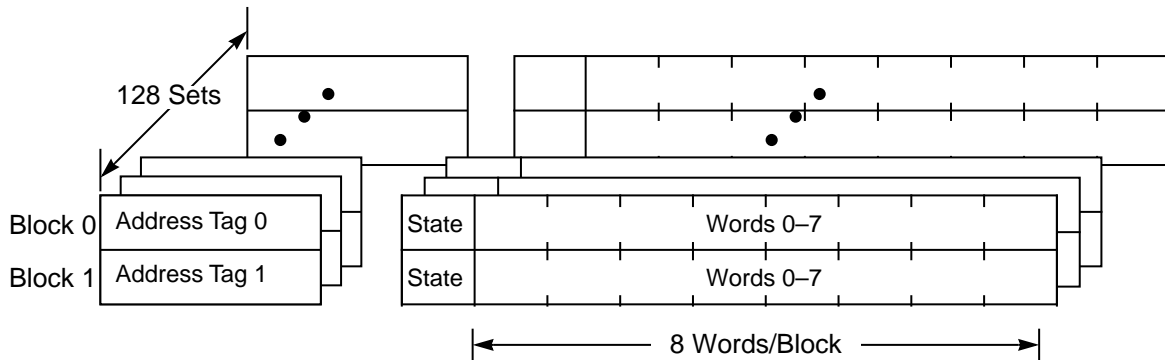 128 Sets
Block 0 Address Tag 0 State Words 0–7
Block 1 Address Tag 1 State Words 0–7
8 Words/Block